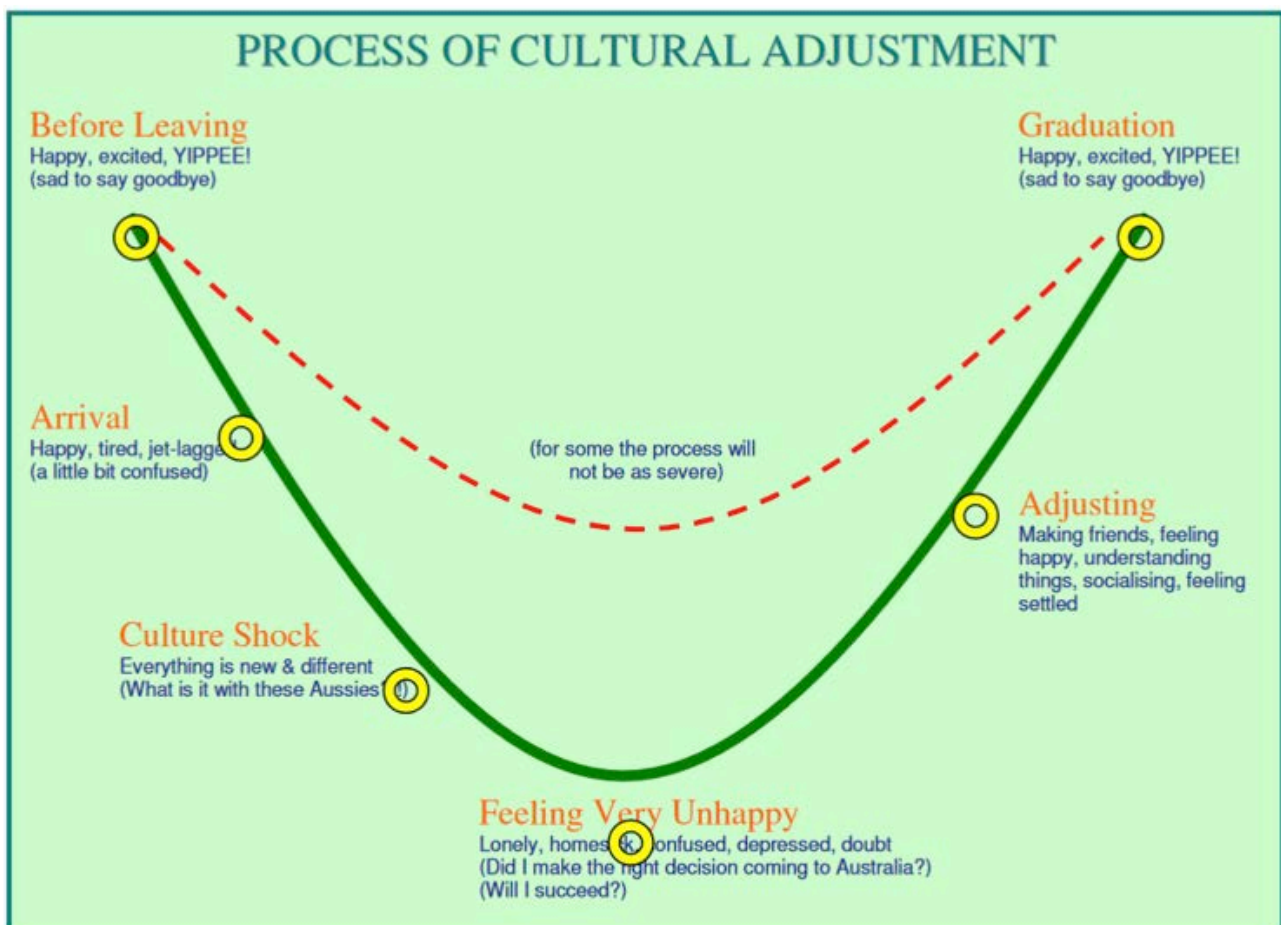 PROCESS OF CULTURAL ADJUSTMENT
Before Leaving
Happy, excited, YIPPEE!
(sad to say goodbye)
Graduation
Happy, excited, YIPPEE!
(sad to say goodbye)
Arrival
Happy, tired, jet-lagged
(a little bit confused)
(for some the process will
not be as severe)
Adjusting
Making friends, feeling
happy, understanding
things, socialising, feeling
settled
Culture Shock
Everything is new & different
(What is it with these Aussies?!)
Feeling Very Unhappy
Lonely, homesick, confused, depressed, doubt
(Did I make the right decision coming to Australia?)
(Will I succeed?)